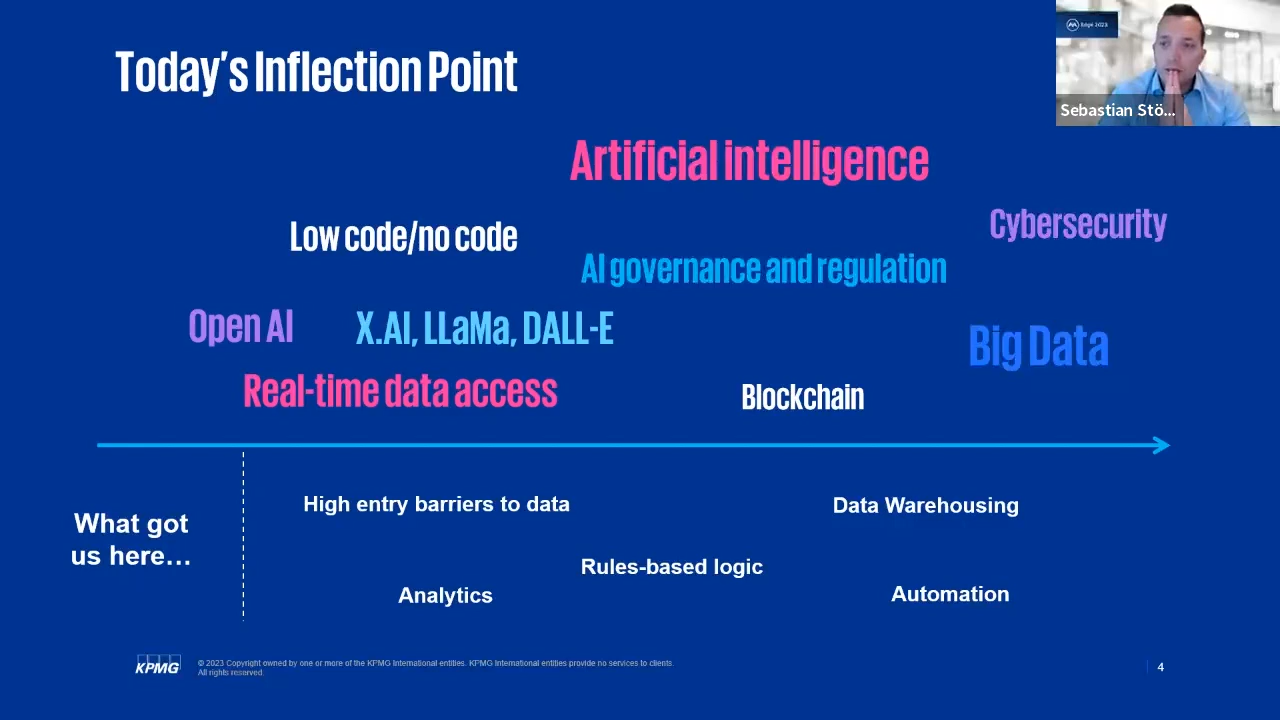 Today's Inflection Point
Edge 2023
Sebastian Stö...
Artificial intelligence
Cybersecurity
Low code/no code
AI governance and regulation
Open AI
X.AI, LLaMa, DALL-E
Big Data
Real-time data access
Blockchain
What got
us here…
High entry barriers to data
Data Warehousing
Rules-based logic
Analytics
Automation
KPMG
© 2023 Copyright owned by one or more of the KPMG International entities. KPMG International entities provide no services to clients.
All rights reserved.
4